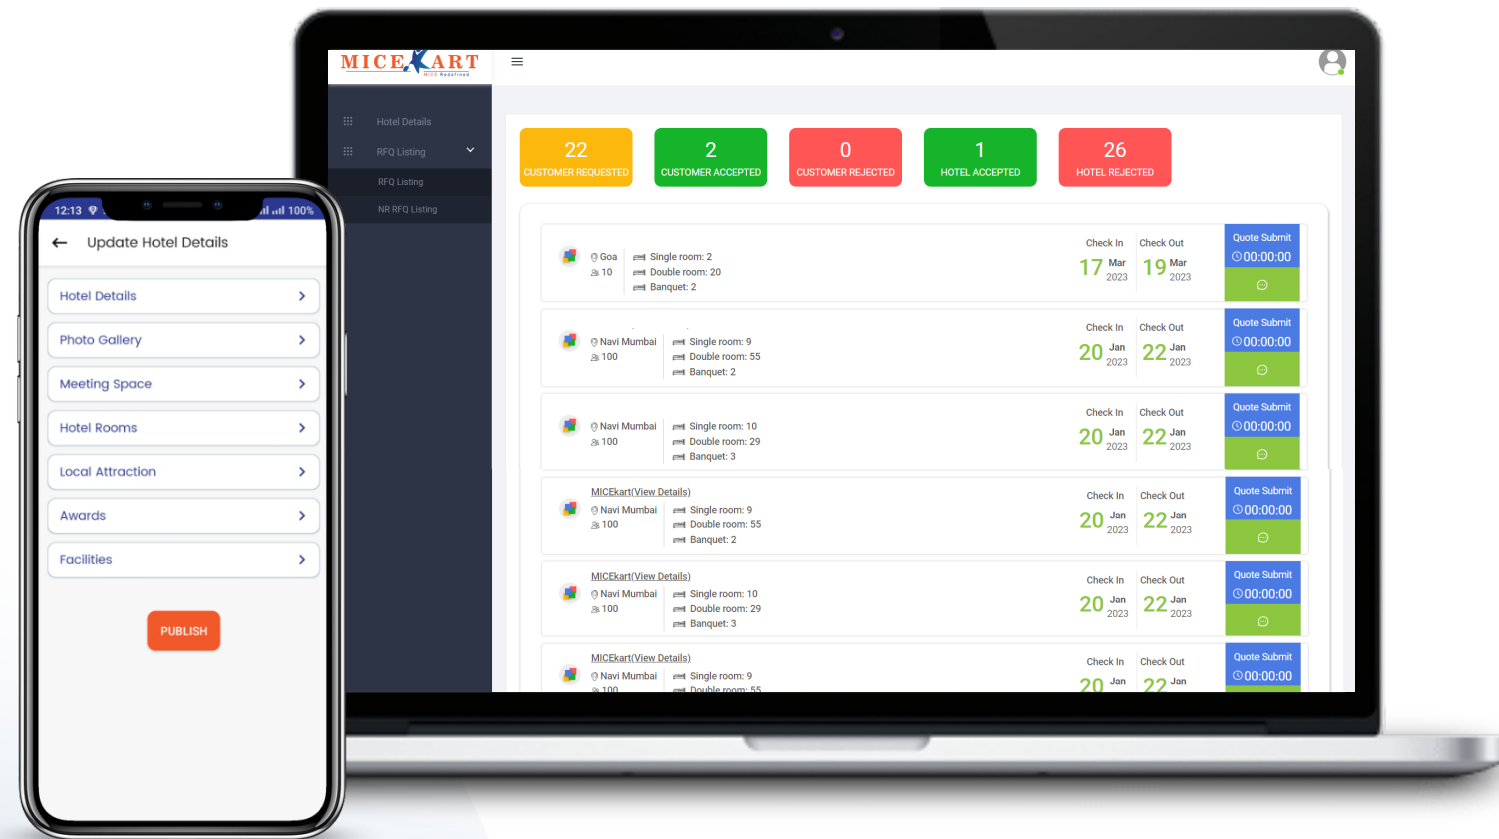 MICEKART
MICE Redefined
Hotel Details
RFQ Listing
RFQ Listing
NR RFQ Listing
22
CUSTOMER REQUESTED
2
CUSTOMER ACCEPTED
0
CUSTOMER REJECTED
1
HOTEL ACCEPTED
26
HOTEL REJECTED
Goa
10
Single room: 2
Double room: 20
Banquet: 2
Check In
17 Mar 2023
Check Out
19 Mar 2023
Quote Submit
00:00:00
Navi Mumbai
100
Single room: 9
Double room: 55
Banquet: 2
Check In
20 Jan 2023
Check Out
22 Jan 2023
Quote Submit
00:00:00
Navi Mumbai
100
Single room: 10
Double room: 29
Banquet: 3
Check In
20 Jan 2023
Check Out
22 Jan 2023
Quote Submit
00:00:00
MICEkart(View Details)
Navi Mumbai
100
Single room: 9
Double room: 55
Banquet: 2
Check In
20 Jan 2023
Check Out
22 Jan 2023
Quote Submit
00:00:00
MICEkart(View Details)
Navi Mumbai
100
Single room: 10
Double room: 29
Banquet: 3
Check In
20 Jan 2023
Check Out
22 Jan 2023
Quote Submit
00:00:00
MICEkart(View Details)
Navi Mumbai
100
Single room: 9
Double room: 55
Check In
20 Jan
Check Out
22 Jan
Quote Submit
00:00:00
12:13
100%
Update Hotel Details
Hotel Details
Photo Gallery
Meeting Space
Hotel Rooms
Local Attraction
Awards
Facilities
PUBLISH